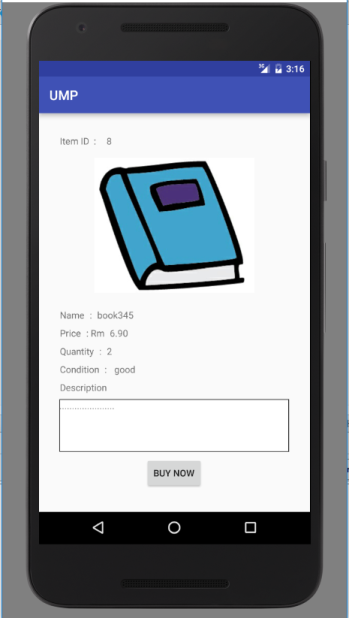 3:16
UMP
Item ID : 8
Name : book345
Price : Rm 6.90
Quantity : 2
Condition : good
Description
....................
BUY NOW